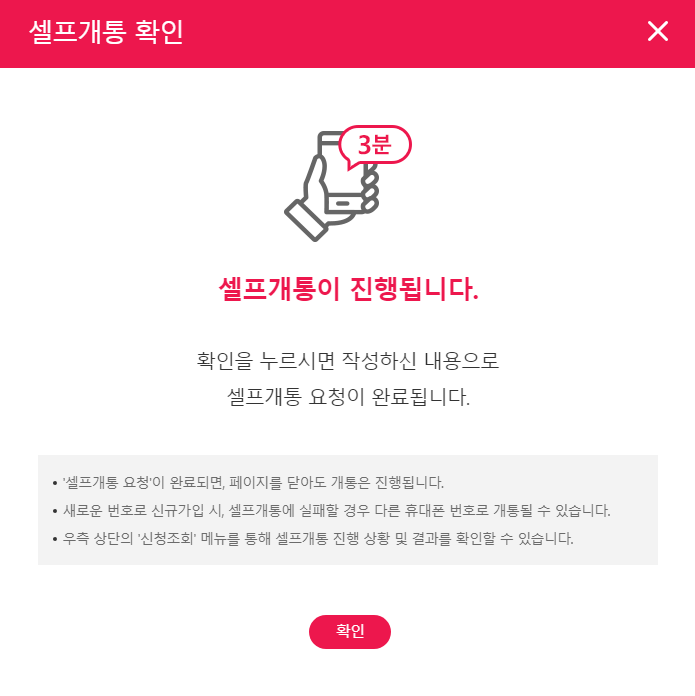 셀프개통 확인
3분
셀프개통이 진행됩니다.
확인을 누르시면 작성하신 내용으로
셀프개통 요청이 완료됩니다.
• '셀프개통 요청'이 완료되면, 페이지를 닫아도 개통은 진행됩니다.
• 새로운 번호로 신규가입 시, 셀프개통에 실패할 경우 다른 휴대폰 번호로 개통될 수 있습니다.
• 우측 상단의 '신청조회' 메뉴를 통해 셀프개통 진행 상황 및 결과를 확인할 수 있습니다.
확인